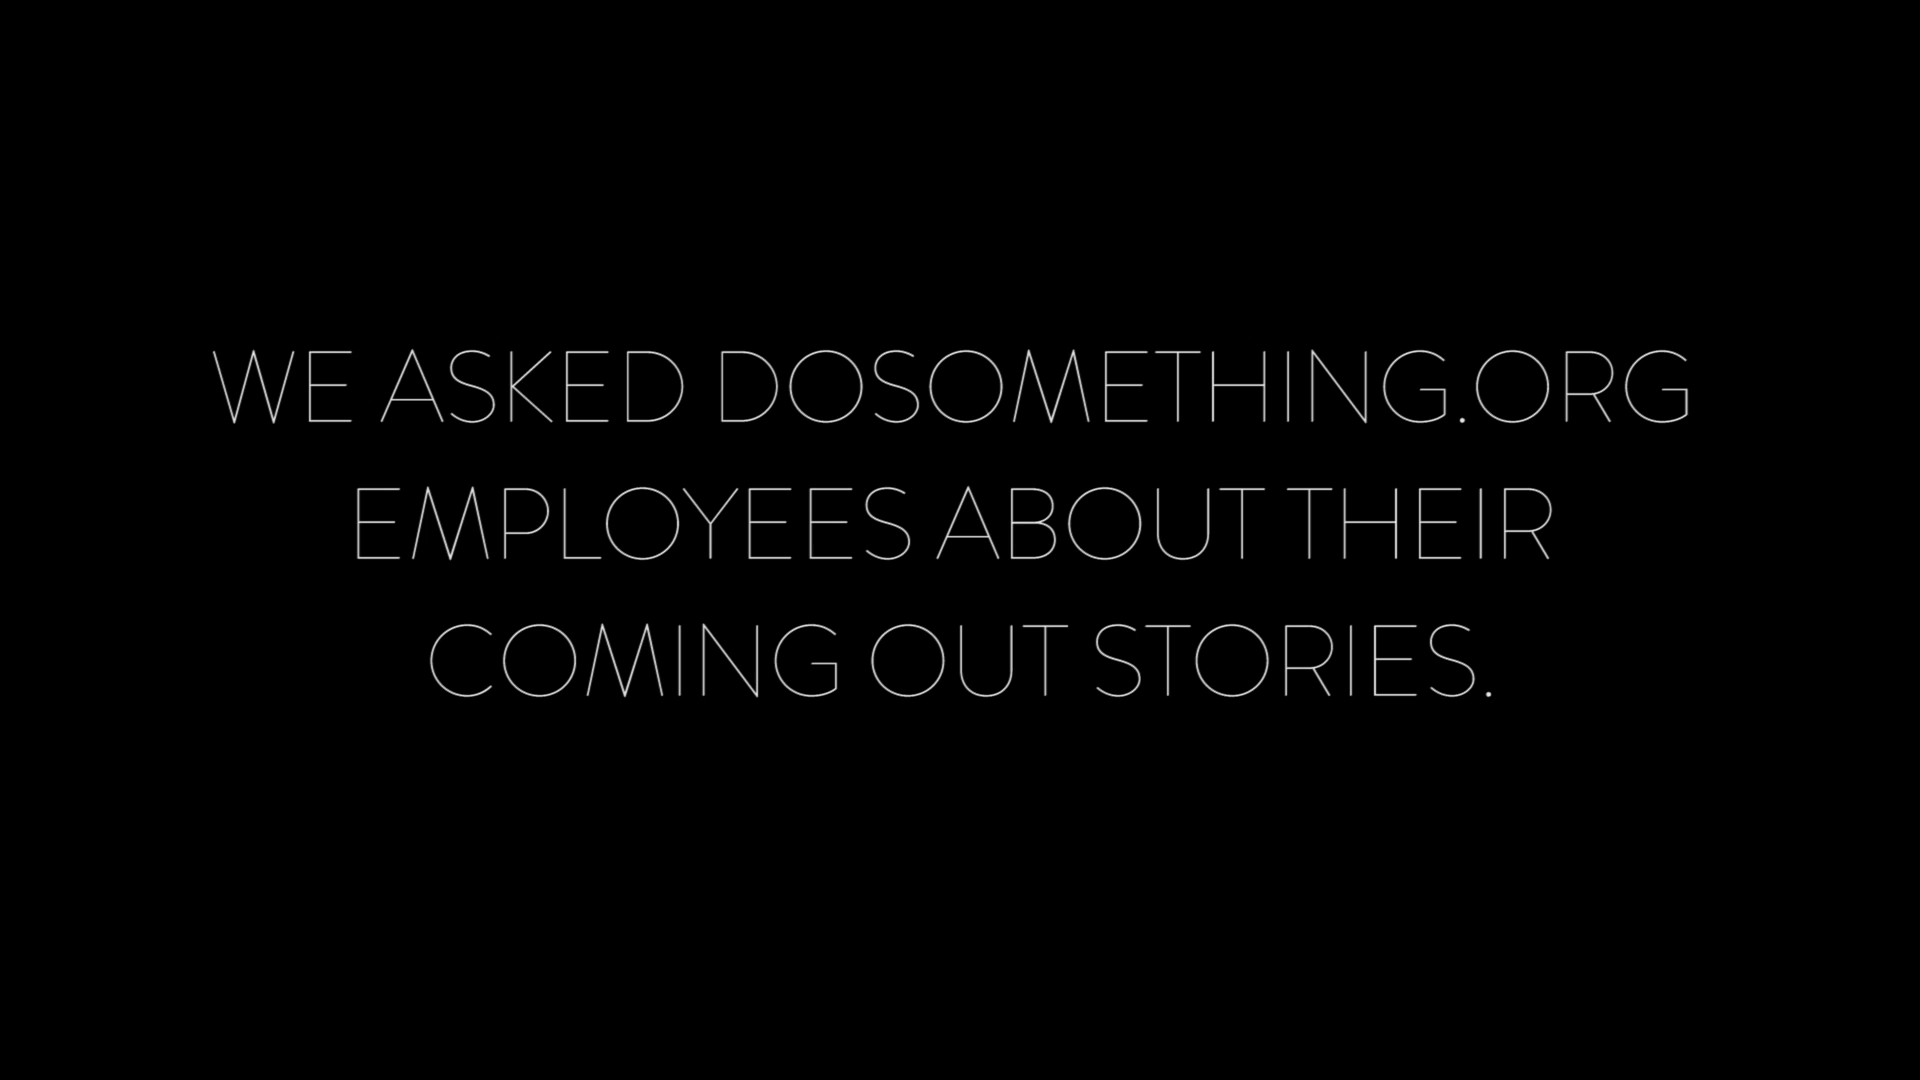 WE ASKED DOSOMETHING.ORG
EMPLOYEES ABOUT THEIR
COMING OUT STORIES.